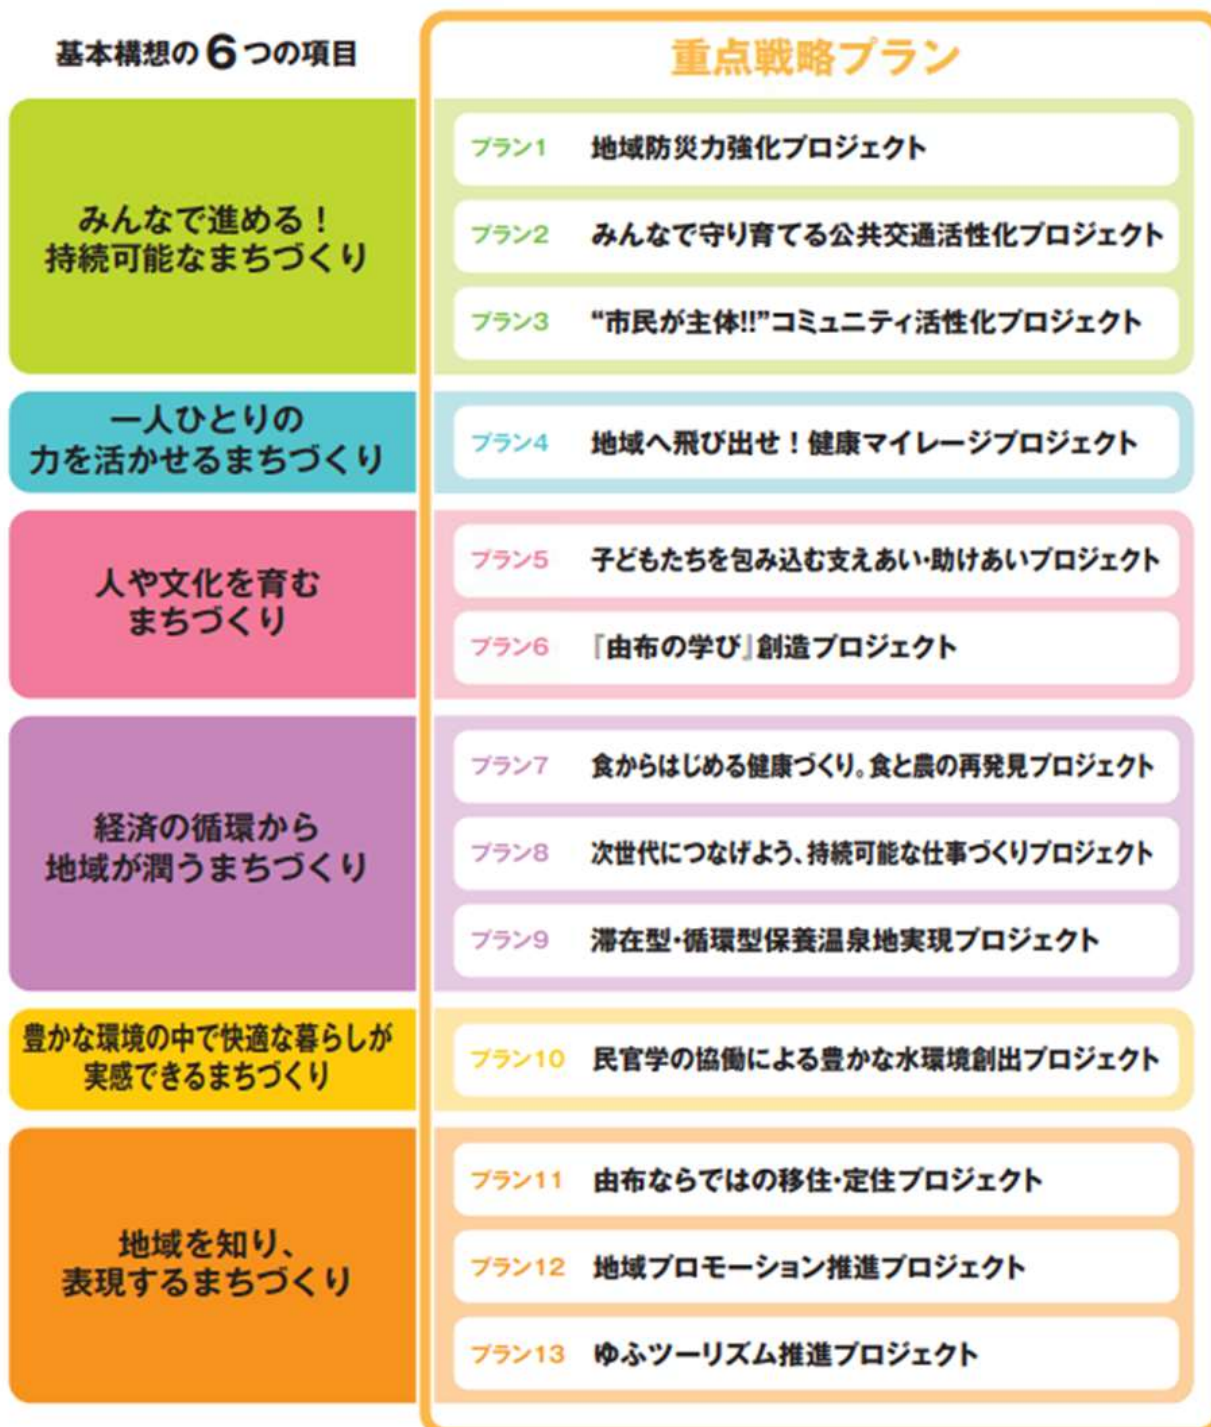 基本構想の6つの項目
重点戦略プラン
みんなで進める！
持続可能なまちづくり
プラン1 地域防災力強化プロジェクト
プラン2 みんなで守り育てる公共交通活性化プロジェクト
プラン3 “市民が主体!!”コミュニティ活性化プロジェクト
一人ひとりの
力を活かせるまちづくり
プラン4 地域へ飛び出せ！健康マイレージプロジェクト
人や文化を育む
まちづくり
プラン5 子どもたちを包み込む支えあい・助けあいプロジェクト
プラン6 『由布の学び』創造プロジェクト
経済の循環から
地域が潤うまちづくり
プラン7 食からはじめる健康づくり。食と農の再発見プロジェクト
プラン8 次世代につなげよう、持続可能な仕事づくりプロジェクト
プラン9 滞在型・循環型保養温泉地実現プロジェクト
豊かな環境の中で快適な暮らしが
実感できるまちづくり
プラン10 民官学の協働による豊かな水環境創出プロジェクト
地域を知り、
表現するまちづくり
プラン11 由布ならではの移住・定住プロジェクト
プラン12 地域プロモーション推進プロジェクト
プラン13 ゆふツーリズム推進プロジェクト